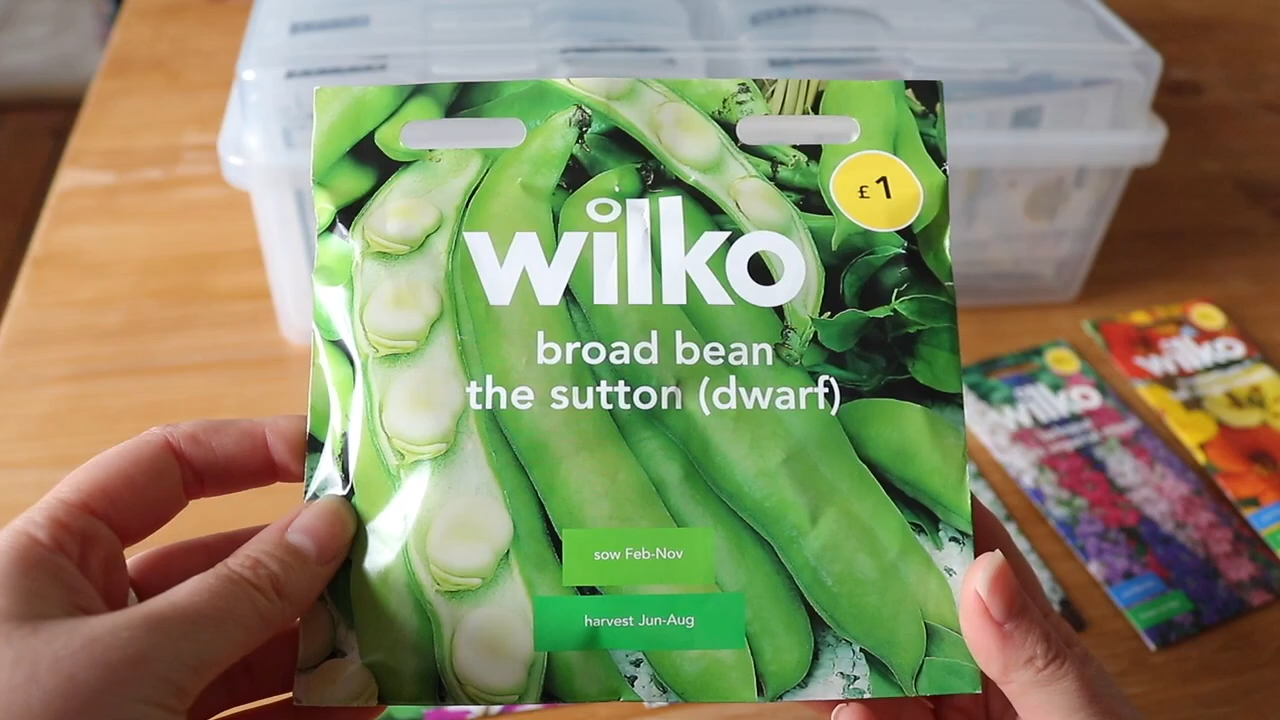 £1
wilko
broad bean
the sutton (dwarf)
sow Feb-Nov
harvest Jun-Aug
wilko
wilko